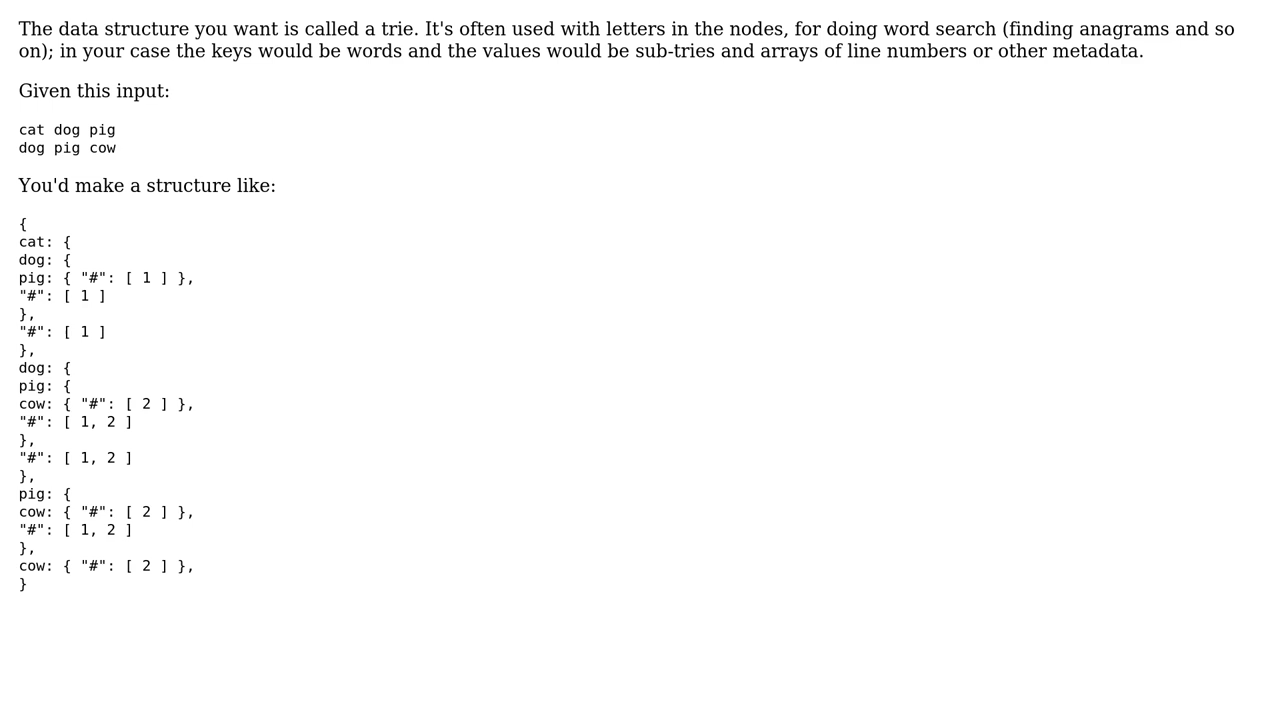 The data structure you want is called a trie. It's often used with letters in the nodes, for doing word search (finding anagrams and so
on); in your case the keys would be words and the values would be sub-tries and arrays of line numbers or other metadata.
Given this input:
cat dog pig
dog pig cow
You'd make a structure like:
{
cat: {
dog: {
pig: { "#": [ 1 ] },
"#": [ 1 ]
},
"#": [ 1 ]
},
dog: {
pig: {
cow: { "#": [ 2 ] },
"#": [ 1, 2 ]
},
"#": [ 1, 2 ]
},
pig: {
cow: { "#": [ 2 ] },
"#": [ 1, 2 ]
},
cow: { "#": [ 2 ] },
}